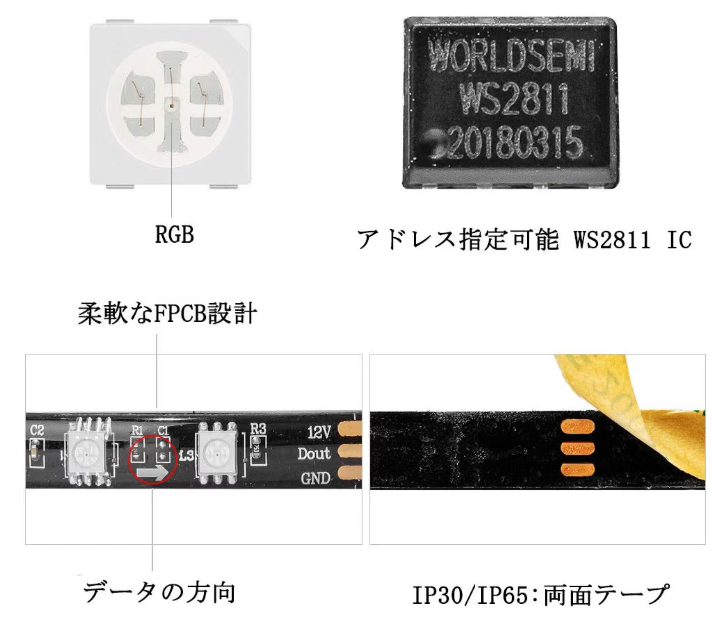 RGB
WORLDSEMI
WS2811
20180315
アドレス指定可能 WS2811 IC
柔軟なFPCB設計
C2
R1
C1
L3
R3
12V
Dout
GND
データの方向
IP30/IP65:両面テープ